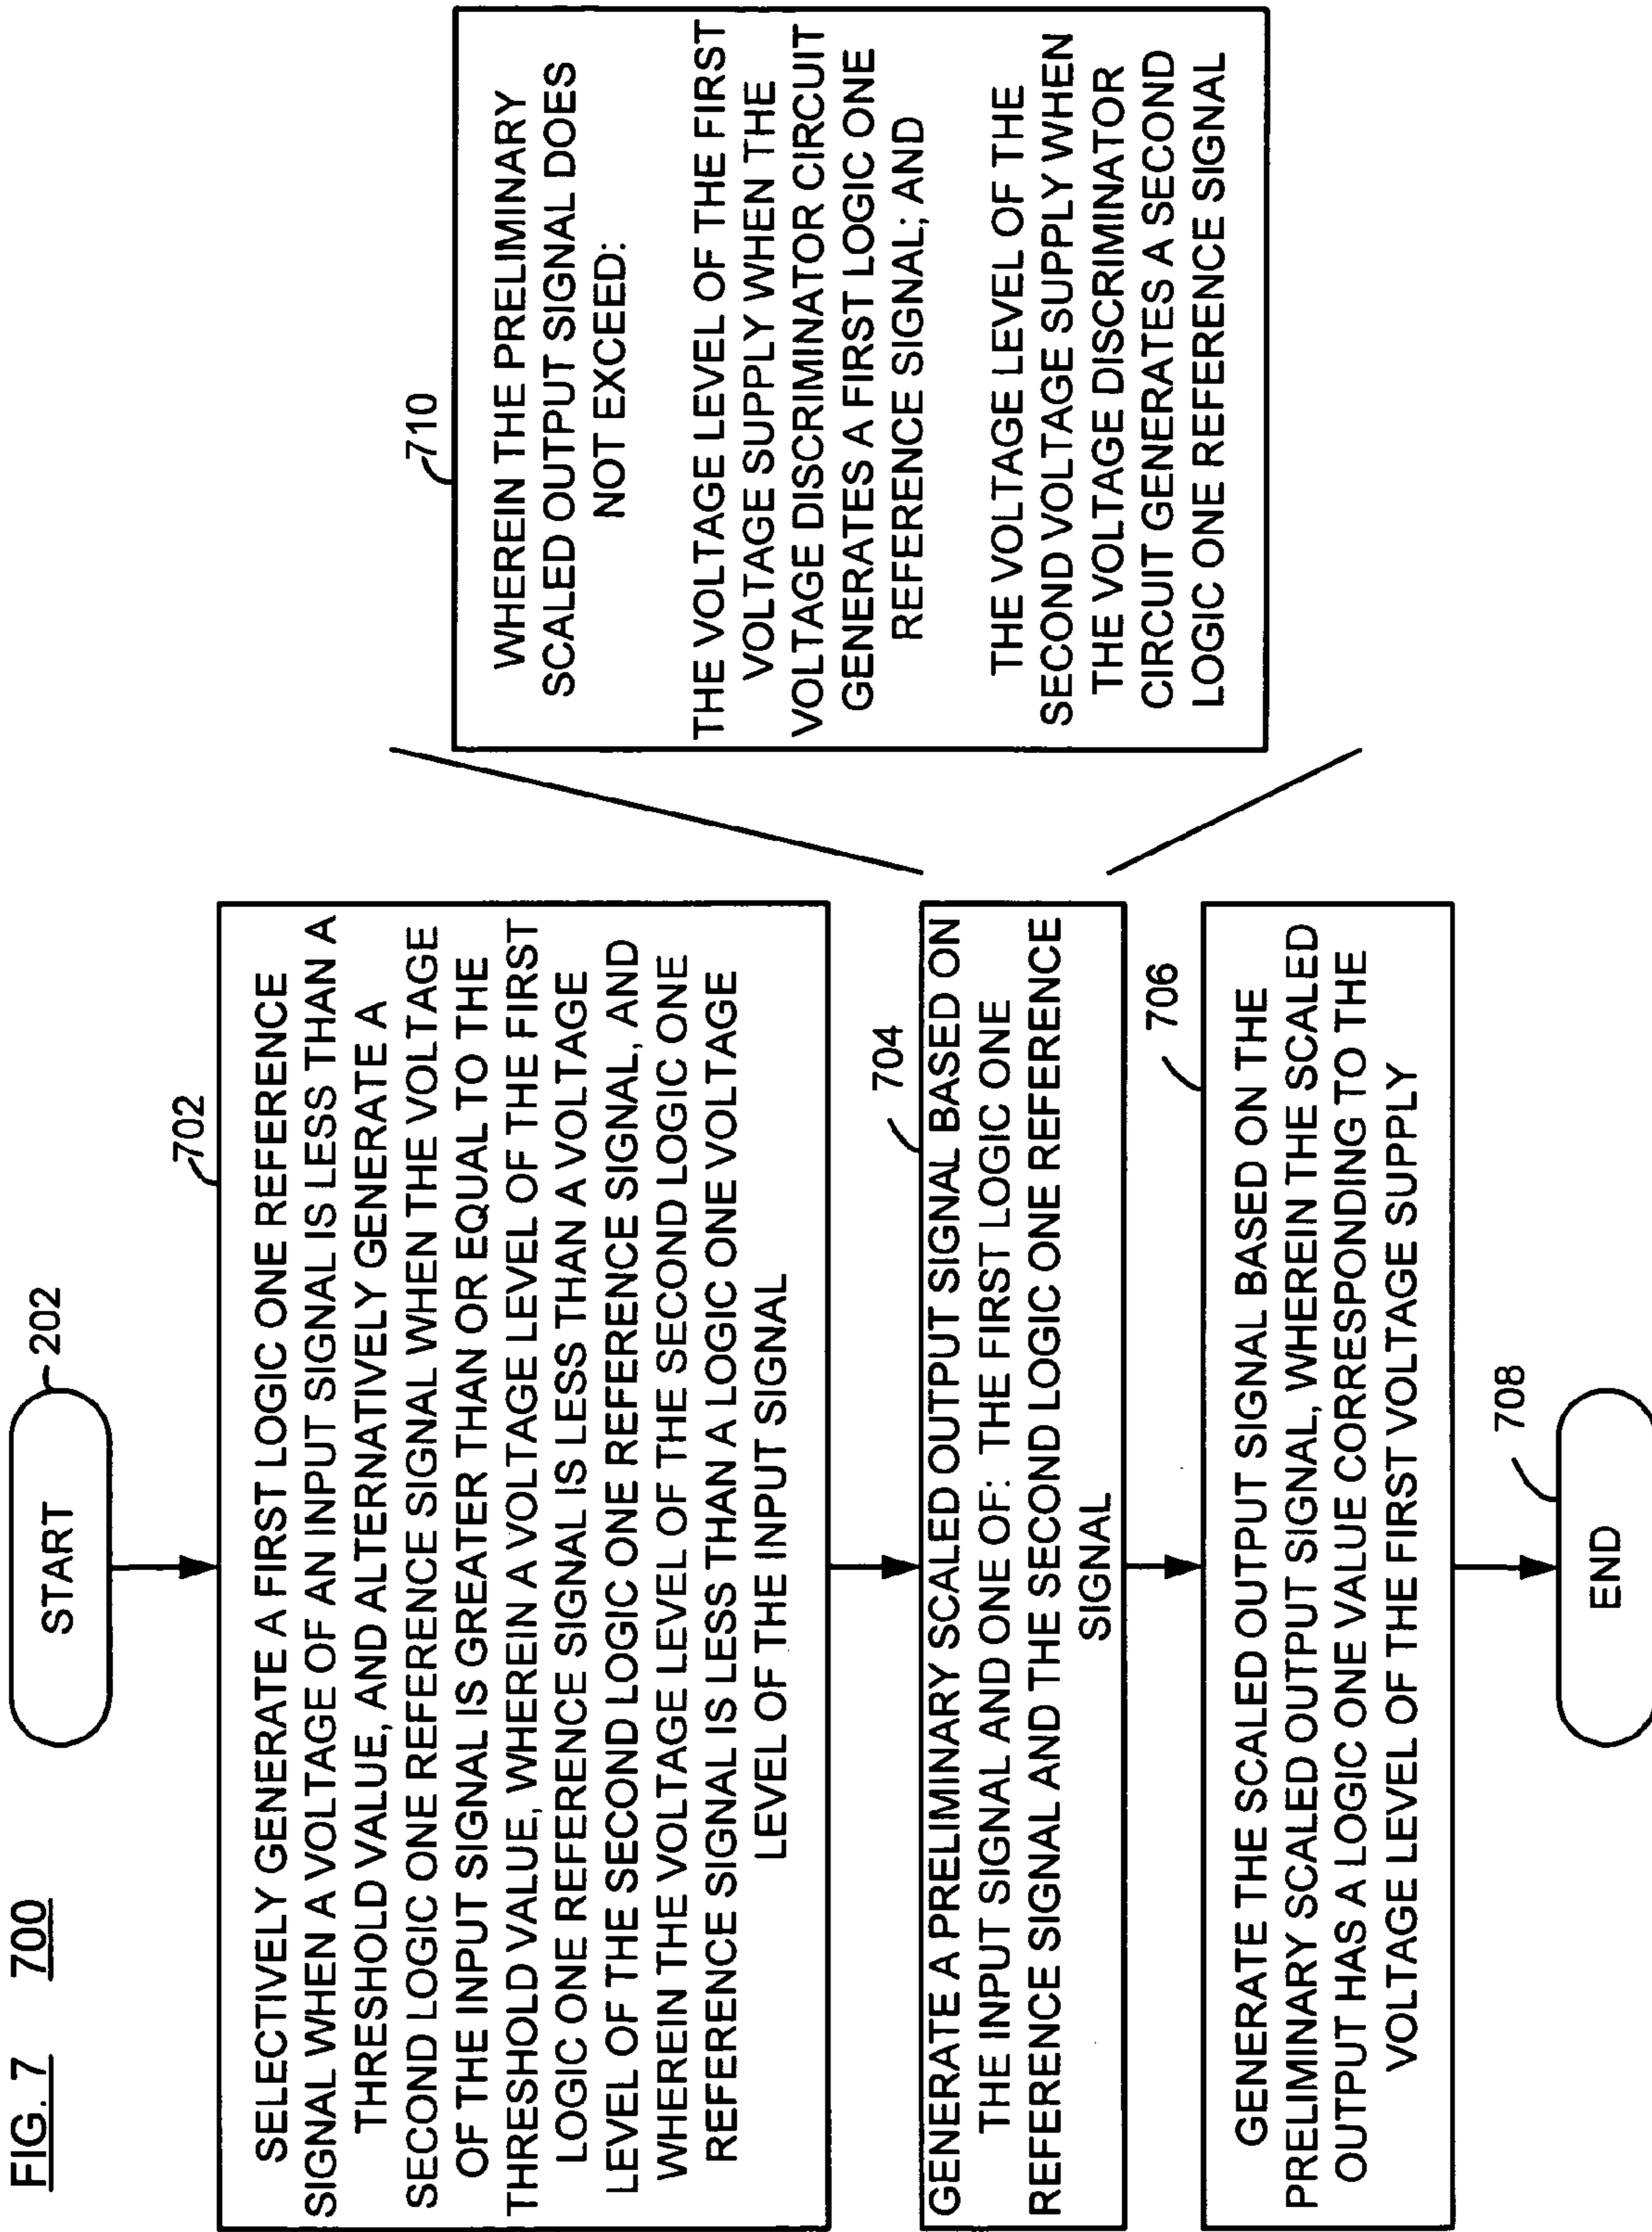 FIG. 7 700
START
202
702
SELECTIVELY GENERATE A FIRST LOGIC ONE REFERENCE
SIGNAL WHEN A VOLTAGE OF AN INPUT SIGNAL IS LESS THAN A
THRESHOLD VALUE, AND ALTERNATIVELY GENERATE A
SECOND LOGIC ONE REFERENCE SIGNAL WHEN THE VOLTAGE
OF THE INPUT SIGNAL IS GREATER THAN OR EQUAL TO THE
THRESHOLD VALUE, WHEREIN A VOLTAGE LEVEL OF THE FIRST
LOGIC ONE REFERENCE SIGNAL IS LESS THAN A VOLTAGE
LEVEL OF THE SECOND LOGIC ONE REFERENCE SIGNAL, AND
WHEREIN THE VOLTAGE LEVEL OF THE SECOND LOGIC ONE
REFERENCE SIGNAL IS LESS THAN A LOGIC ONE VOLTAGE
LEVEL OF THE INPUT SIGNAL
704
GENERATE A PRELIMINARY SCALED OUTPUT SIGNAL BASED ON
THE INPUT SIGNAL AND ONE OF: THE FIRST LOGIC ONE
REFERENCE SIGNAL AND THE SECOND LOGIC ONE REFERENCE
SIGNAL
706
GENERATE THE SCALED OUTPUT SIGNAL BASED ON THE
PRELIMINARY SCALED OUTPUT SIGNAL, WHEREIN THE SCALED
OUTPUT HAS A LOGIC ONE VALUE CORRESPONDING TO THE
VOLTAGE LEVEL OF THE FIRST VOLTAGE SUPPLY
708
END
710
WHEREIN THE PRELIMINARY
SCALED OUTPUT SIGNAL DOES
NOT EXCEED:
THE VOLTAGE LEVEL OF THE FIRST
VOLTAGE SUPPLY WHEN THE
VOLTAGE DISCRIMINATOR CIRCUIT
GENERATES A FIRST LOGIC ONE
REFERENCE SIGNAL; AND
THE VOLTAGE LEVEL OF THE
SECOND VOLTAGE SUPPLY WHEN
THE VOLTAGE DISCRIMINATOR
CIRCUIT GENERATES A SECOND
LOGIC ONE REFERENCE SIGNAL